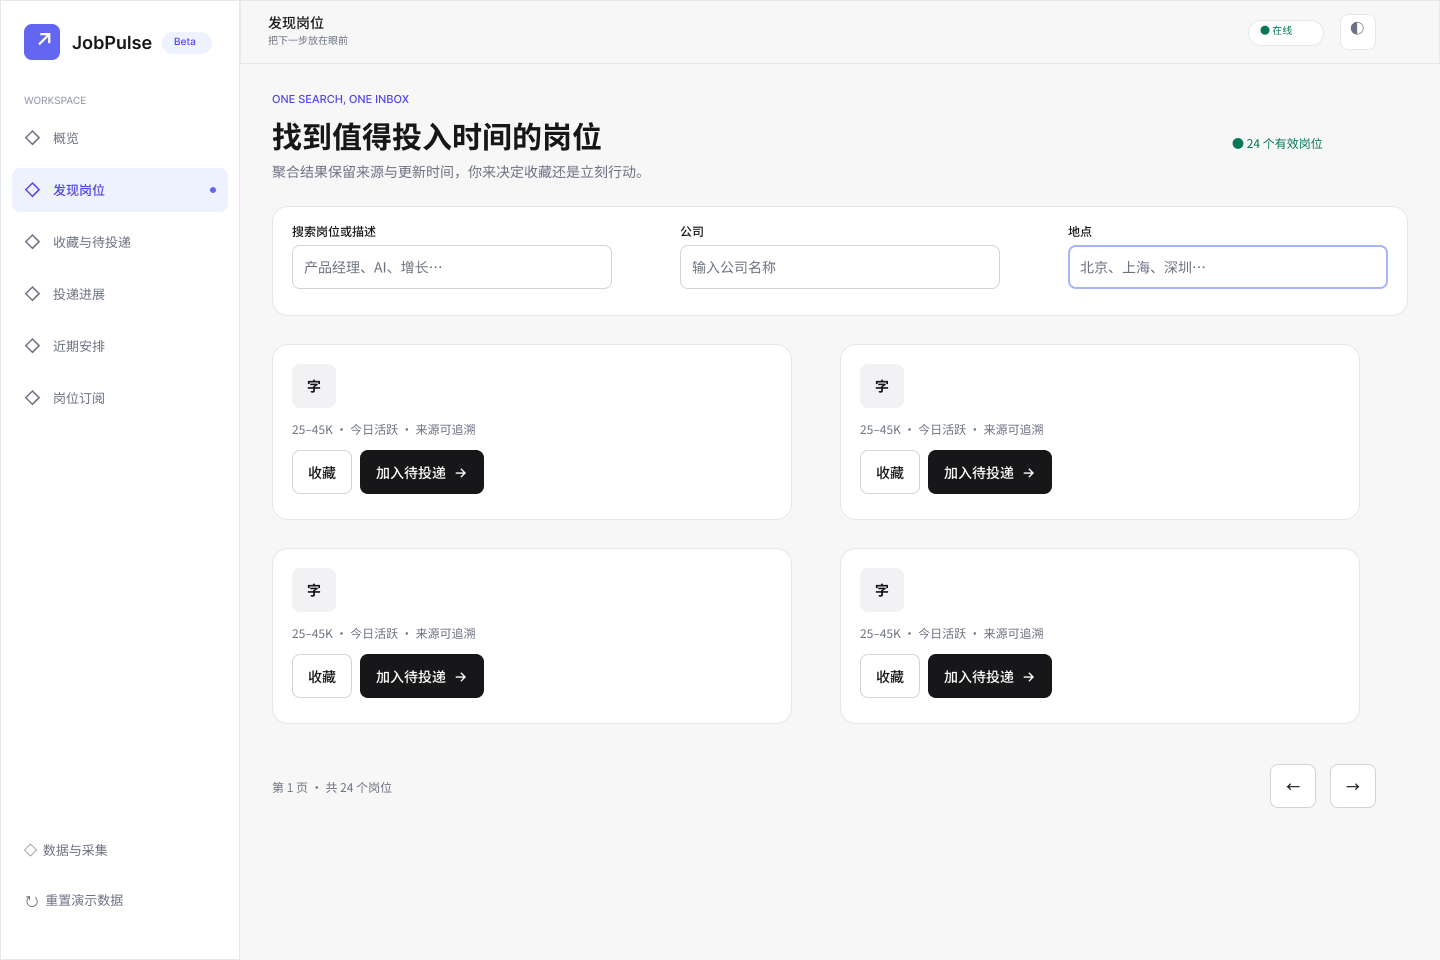 JobPulse Beta
WORKSPACE
概览
发现岗位
收藏与待投递
投递进展
近期安排
岗位订阅
数据与采集
重置演示数据
发现岗位
把下一步放在眼前
在线
ONE SEARCH, ONE INBOX
找到值得投入时间的岗位
24 个有效岗位
聚合结果保留来源与更新时间，你来决定收藏还是立刻行动。
搜索岗位或描述
产品经理、AI、增长…
公司
输入公司名称
地点
北京、上海、深圳…
字
25–45K · 今日活跃 · 来源可追溯
收藏 加入待投递 →
字
25–45K · 今日活跃 · 来源可追溯
收藏 加入待投递 →
字
25–45K · 今日活跃 · 来源可追溯
收藏 加入待投递 →
字
25–45K · 今日活跃 · 来源可追溯
收藏 加入待投递 →
第 1 页 · 共 24 个岗位
← →